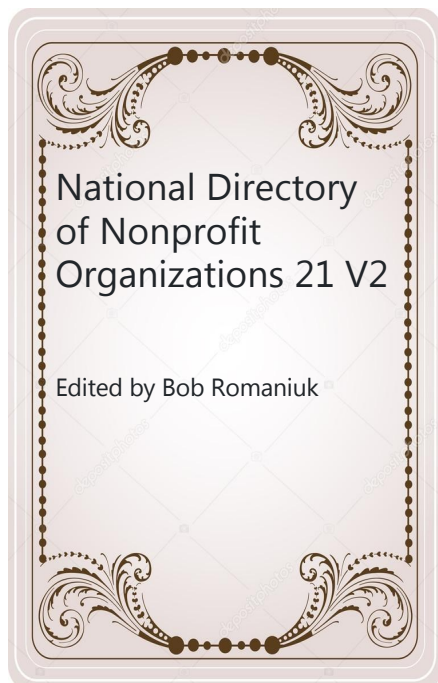 National Directory
of Nonprofit
Organizations 21 V2
Edited by Bob Romaniuk